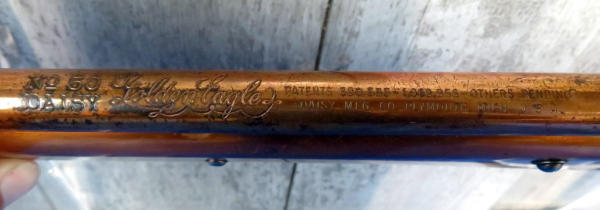 No 50 Golden Eagle
DAISY
PATENTS OTHERS PENDING
DAISY MFG. CO. PLYMOUTH, MICH. U.S.